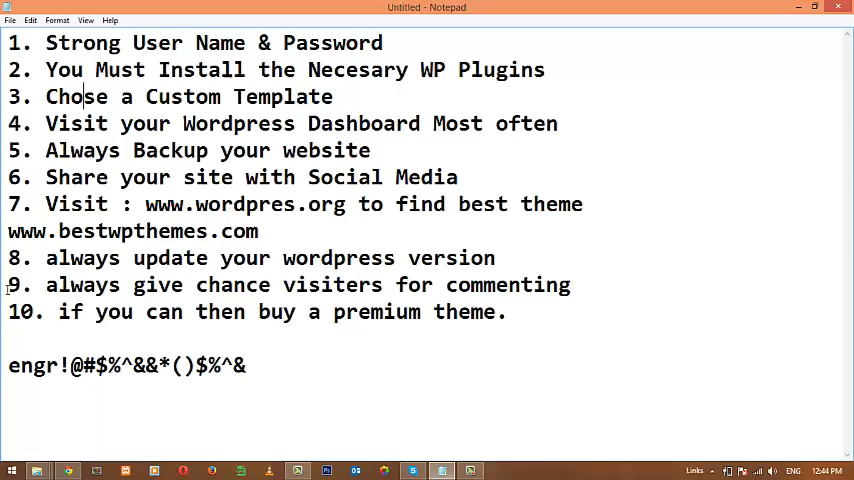 Untitled - Notepad
File Edit Format View Help
1. Strong User Name & Password
2. You Must Install the Necesary WP Plugins
3. Chose a Custom Template
4. Visit your Wordpress Dashboard Most often
5. Always Backup your website
6. Share your site with Social Media
7. Visit : www.wordpres.org to find best theme
www.bestwpthemes.com
8. always update your wordpress version
9. always give chance visiters for commenting
10. if you can then buy a premium theme.
engr!@#$%^&&*()$%^&
Links ENG 12:44 PM